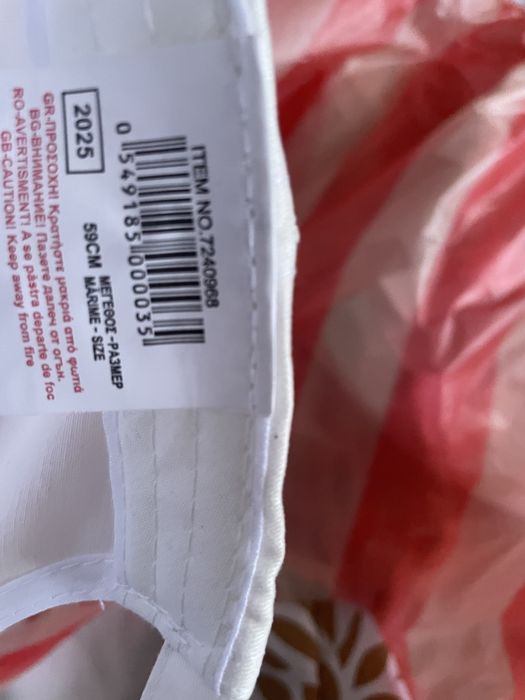 ITEM NO.7240968
0 549185 000035
2025
59CM ΜΕΓΕΘΟΣ-РАЗМЕР
MĂRIME - SIZE
GR-ΠΡΟΣΟΧΗ! Κρατήστε μακριά από φωτιά
BG-ВНИМАНИЕ! Пазете далеч от огън.
RO-AVERTISMENT! A se păstra departe de foc
GB-CAUTION! Keep away from fire